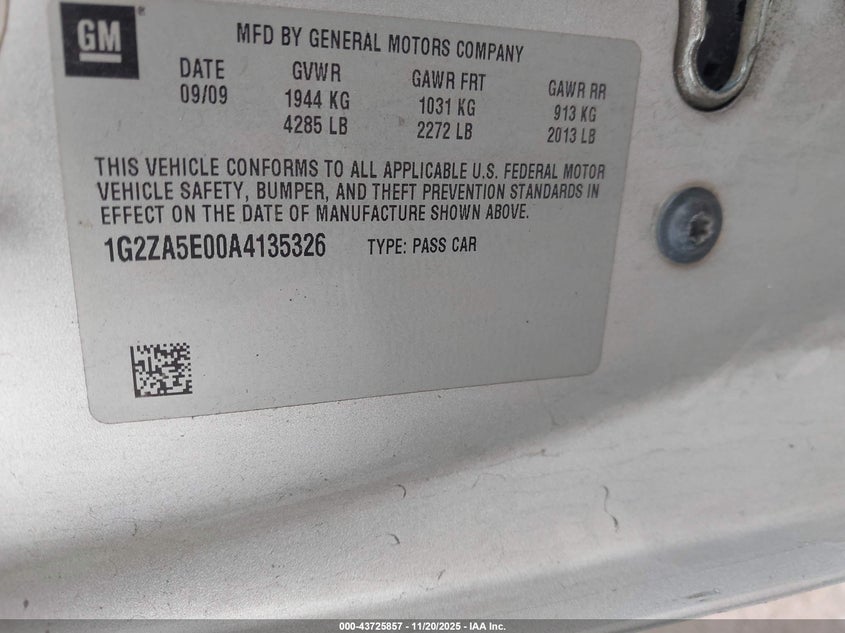 GM
MFD BY GENERAL MOTORS COMPANY
DATE GVWR GAWR FRT GAWR RR
09/09 1944 KG 1031 KG 913 KG
4285 LB 2272 LB 2013 LB
THIS VEHICLE CONFORMS TO ALL APPLICABLE U.S. FEDERAL MOTOR
VEHICLE SAFETY, BUMPER, AND THEFT PREVENTION STANDARDS IN
EFFECT ON THE DATE OF MANUFACTURE SHOWN ABOVE.
1G2ZA5E00A4135326 TYPE: PASS CAR
000-43725857 - 11/20/2025 - IAA Inc.